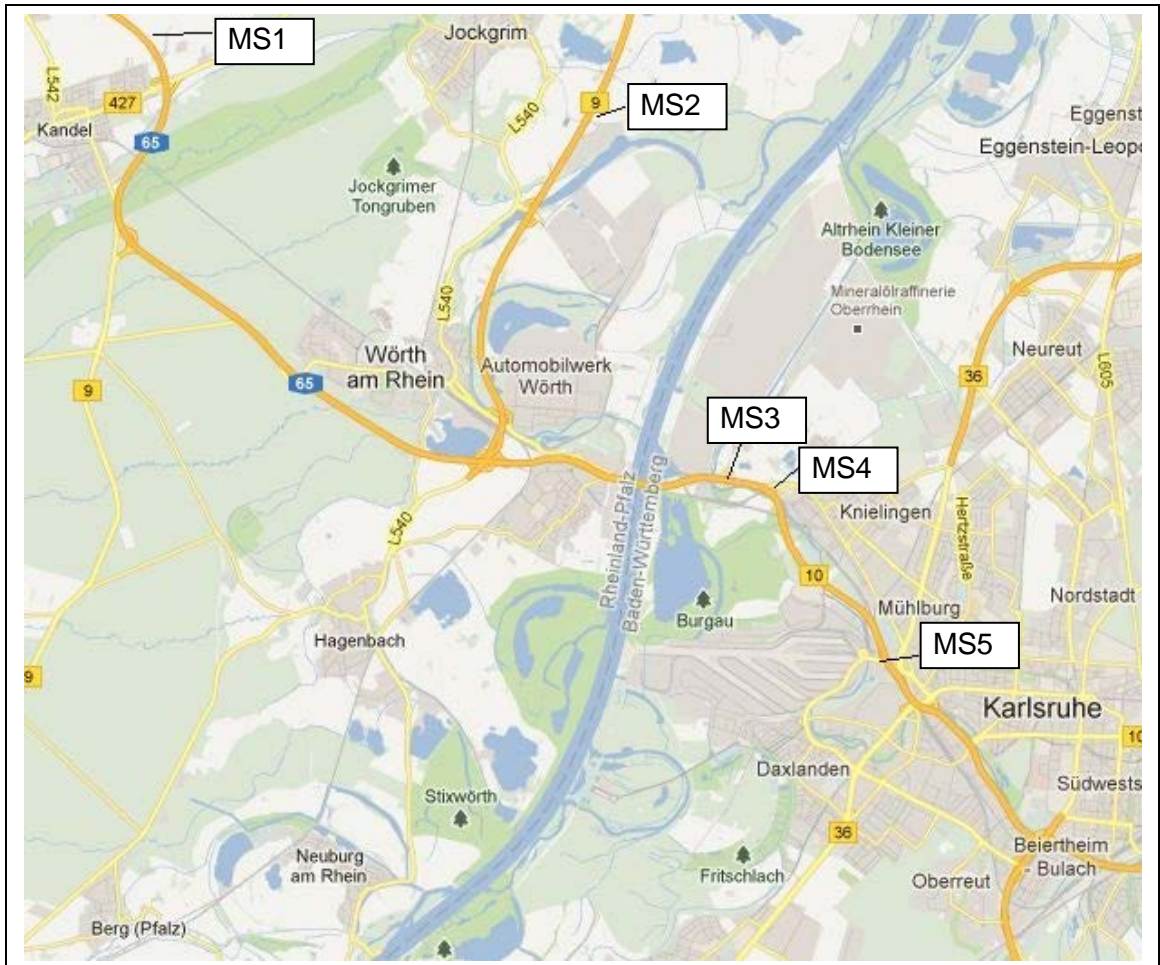 MS1
Jockgrim
L542
427
9
MS2
Kandel
65
L540
Eggenst
Eggenstein-Leopo
Jockgrimer
Tongruben
Altrhein Kleiner
Bodensee
Mineralölraffinerie
Oberrhein
L540
Wörth
am Rhein
Automobilwerk
Wörth
Neureut
L605
36
65
9
MS3
MS4
Knielingen
Hertzstraße
Rheinland-Pfalz
Baden-Württemberg
L540
10
Nordstadt
Mühlburg
Burgau
Hagenbach
MS5
9
Karlsruhe
10
Daxlanden
Südwests
Stixwörth
36
Beiertheim
- Bulach
Neuburg
am Rhein
Fritschlach
Oberreut
Berg (Pfalz)